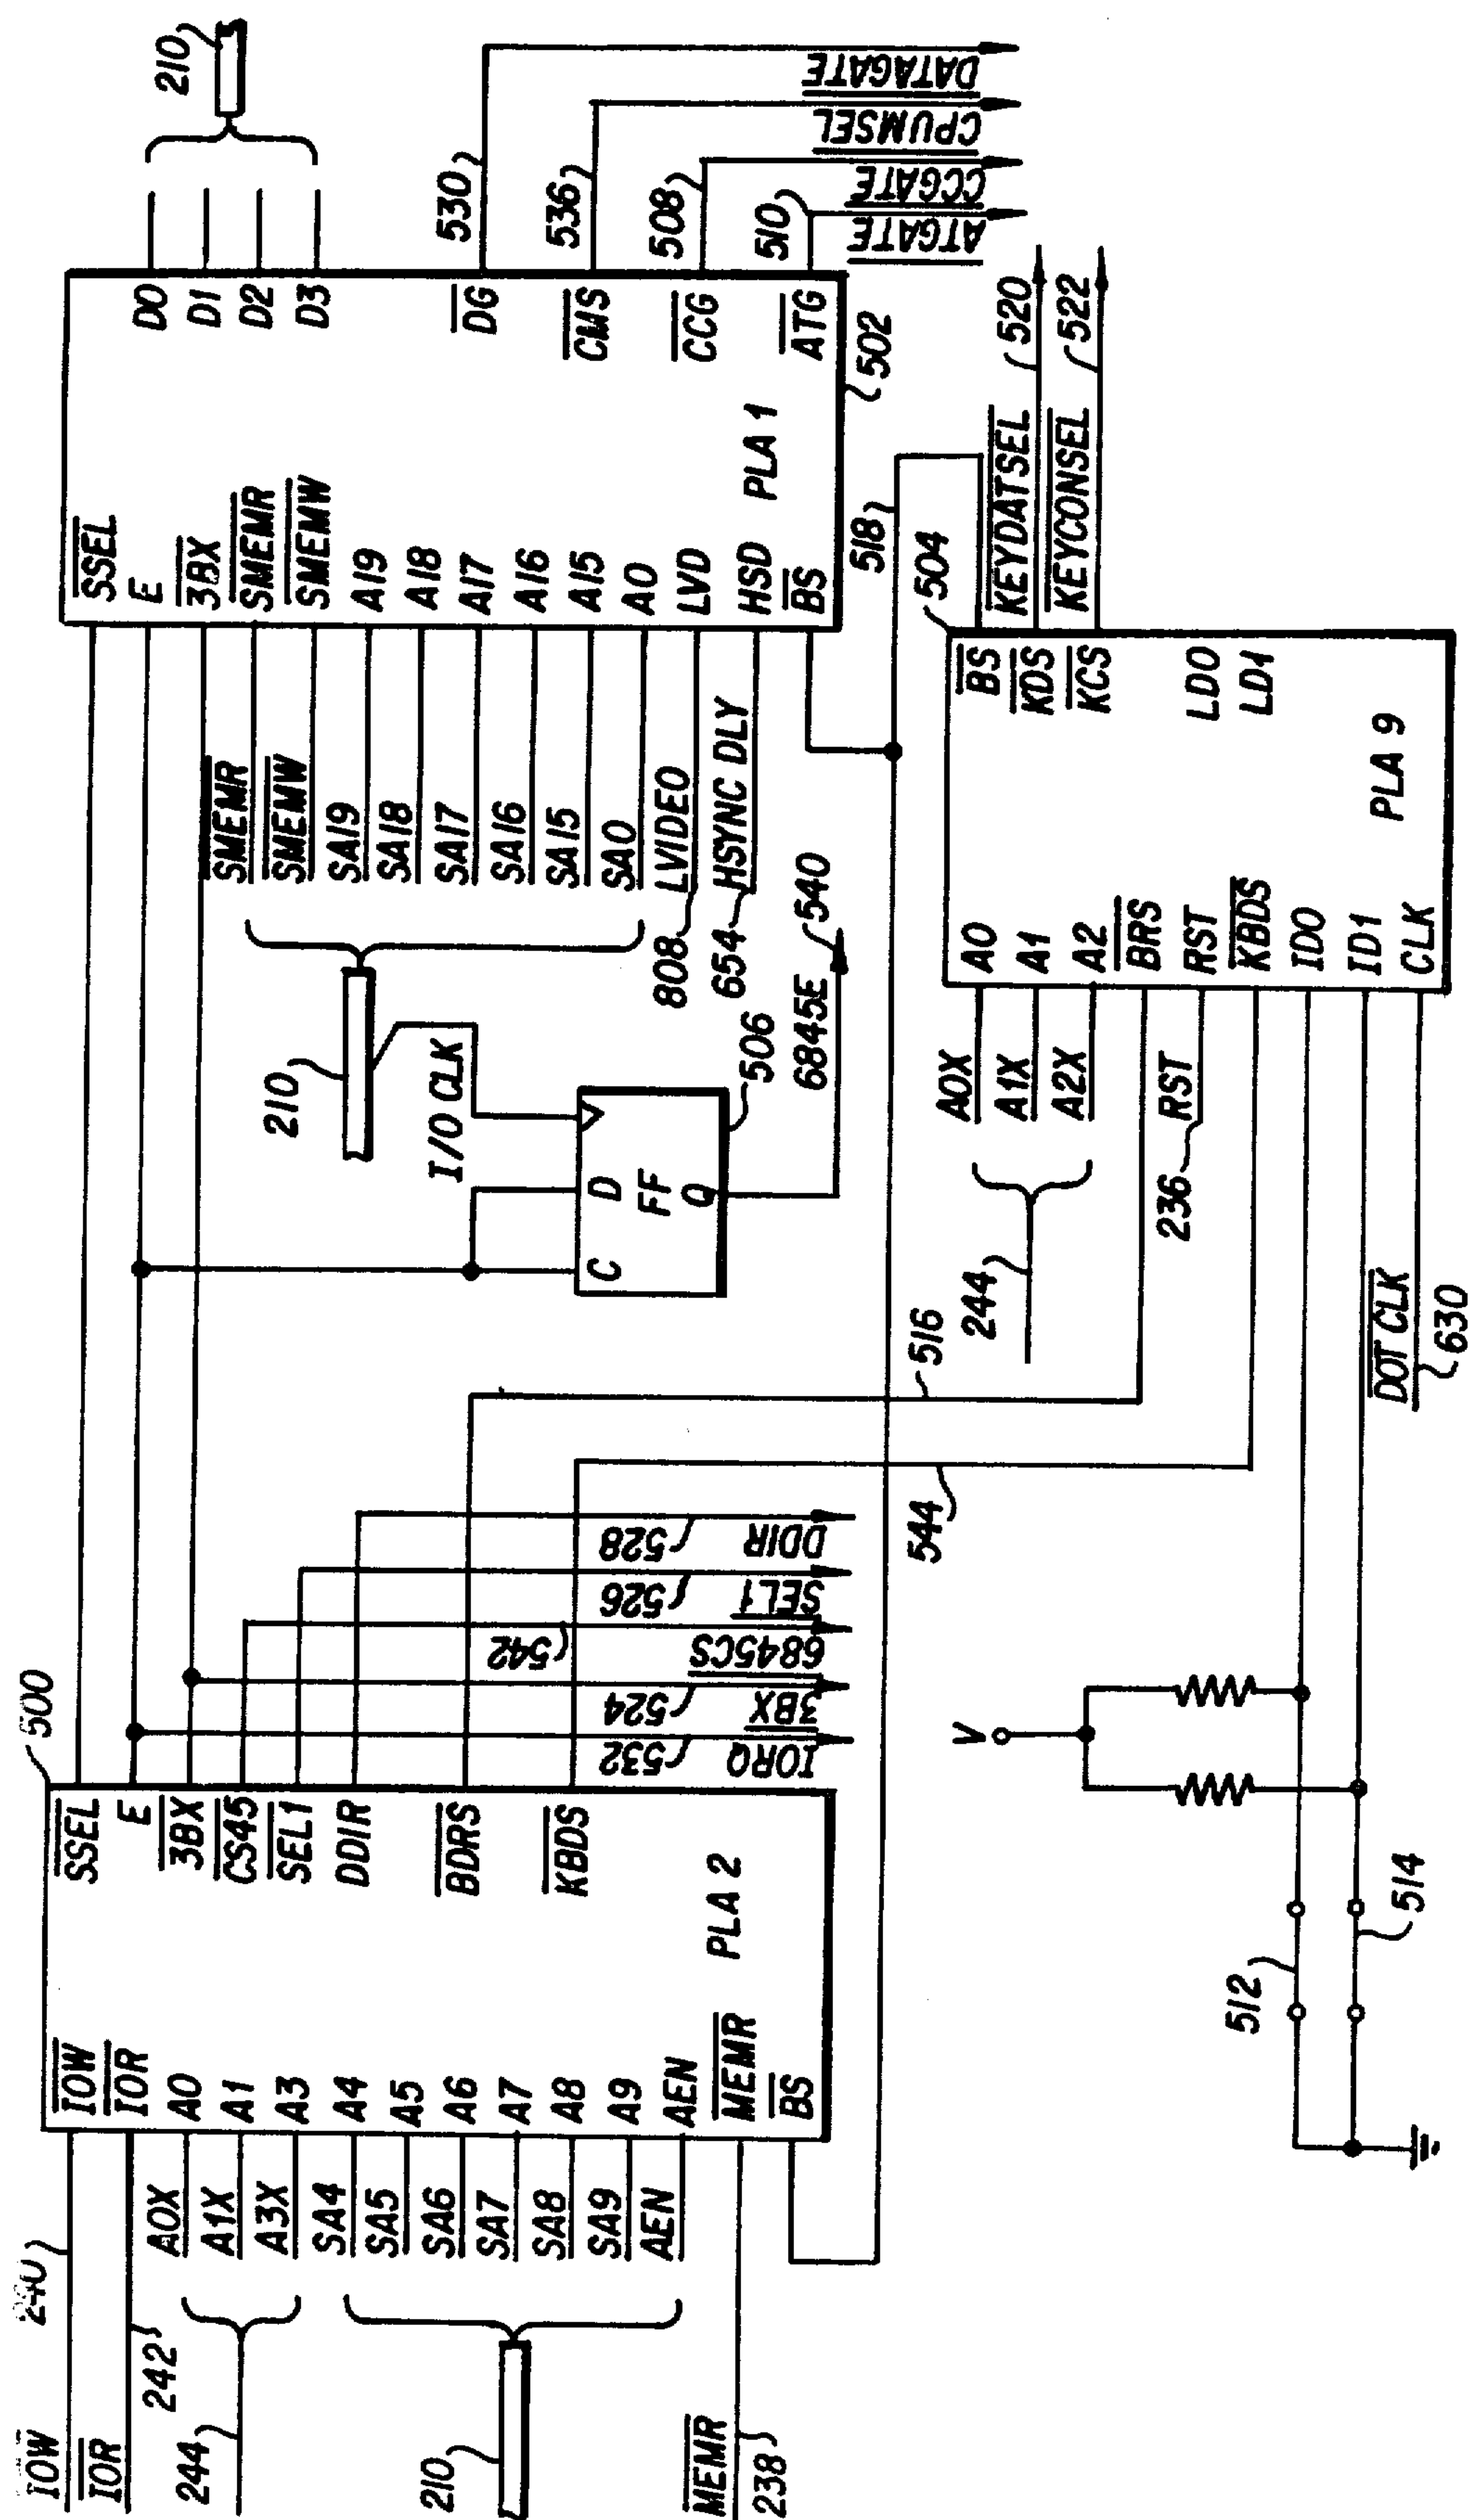 500
IOW
240
IOR
242
A0X
A1X
A3X
244
SA4
SA5
SA6
SA7
SA8
SA9
AEN
210
MEMR
238
IOW
IOR
A0
A1
A3
A4
A5
A6
A7
A8
A9
AEN
MEMR
BS
PLA 2
SSEL
E
3BX
CS45
SEL1
DDIR
BDRS
KBDS
532
IORQ
524
3BX
542
6845CS
526
SEL1
528
DDIR
544
516
210
I/O CLK
C
D
FF
Q
506
6845E
540
SMEMR
SMEMW
SA19
SA18
SA17
SA16
SA15
SA0
808
LVIDEO
654
HSYNC DLY
SSEL
E
3BX
SMEMR
SMEMW
A19
A18
A17
A16
A15
A0
LVD
HSD
BS
PLA 1
D0
D1
D2
D3
DG
CMS
CCG
ATG
502
210
530
536
508
510
DATAGATE
CPUMSEL
CCGATE
ATGATE
518
504
244
A0X
A1X
A2X
236
RST
DOT CLK
630
A0
A1
A2
BRS
RST
KBDS
ID0
ID1
CLK
PLA 9
BS
KDS
KCS
LD0
LD1
KEYDATSEL
520
KEYCONSEL
522
V
512
514